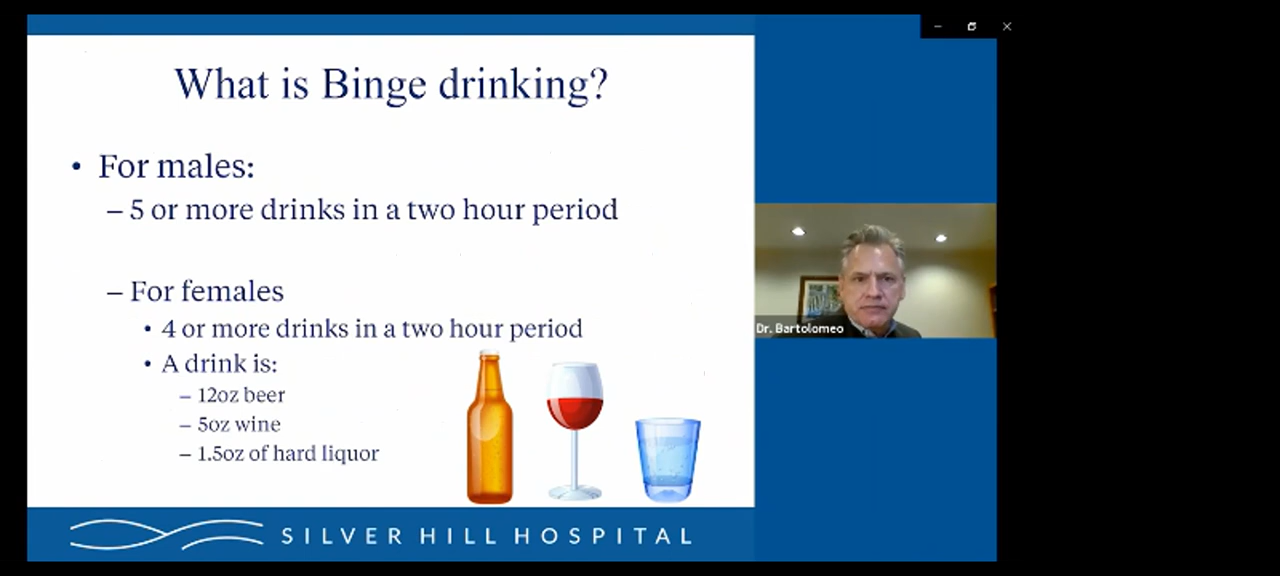 What is Binge drinking?
• For males:
– 5 or more drinks in a two hour period
– For females
• 4 or more drinks in a two hour period
• A drink is:
– 12oz beer
– 5oz wine
– 1.5oz of hard liquor
SILVER HILL HOSPITAL
Dr. Bartolomeo